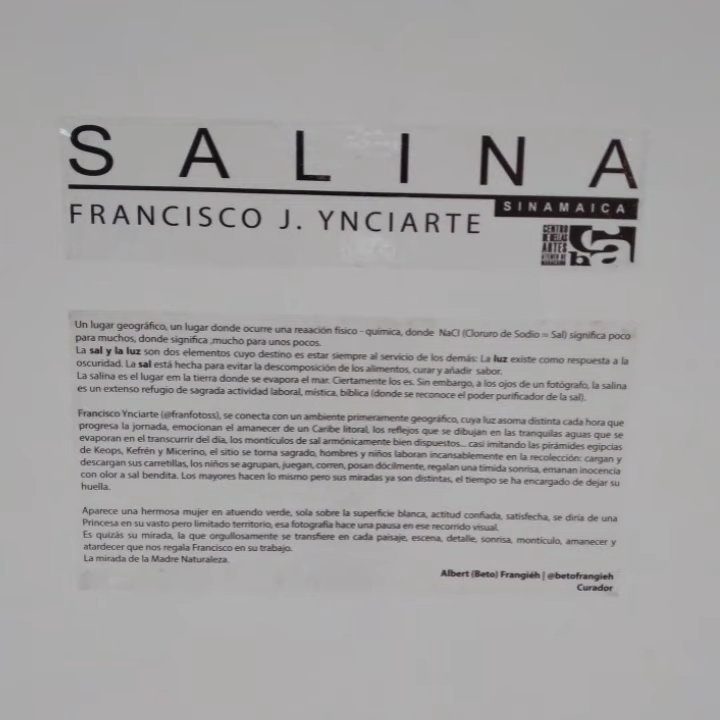 SALINA
SINAMAICA
FRANCISCO J. YNCIARTE
CENTRO
ARTES
ba
Un lugar geográfico, un lugar donde ocurre una reaación físico - química, donde NaCl (Cloruro de Sodio = Sal) significa poco
para muchos, donde significa ,mucho para unos pocos.
La sal y la luz son dos elementos cuyo destino es estar siempre al servicio de los demás: La luz existe como respuesta a la
oscuridad. La sal está hecha para evitar la descomposición de los alimentos, curar y añadir sabor.
La salina es el lugar em la tierra donde se evapora el mar. Ciertamente los es. Sin embargo, a los ojos de un fotógrafo, la salina
es un extenso refugio de sagrada actividad laboral, mística, bíblica (donde se reconoce el poder purificador de la sal).
Francisco Ynciarte (@franfotoss), se conecta con un ambiente primeramente geográfico, cuya luz asoma distinta cada hora que
progresa la jornada, emocionan el amanecer de un Caribe litoral, los reflejos que se dibujan en las tranquilas aguas que se
evaporan en el transcurrir del día, los montículos de sal armónicamente bien dispuestos... casi imitando las pirámides egipcias
de Keops, Kefrén y Micerino, el sitio se torna sagrado, hombres y niños laboran incansablemente en la recolección: cargan y
descargan sus carretillas, los niños se agrupan, juegan, corren, posan dócilmente, regalan una tímida sonrisa, emanan inocencia
con olor a sal bendita. Los mayores hacen lo mismo pero sus miradas ya son distintas, el tiempo se ha encargado de dejar su
huella.
Aparece una hermosa mujer en atuendo verde, sola sobre la superficie blanca, actitud confiada, satisfecha, se diría de una
Princesa en su vasto pero limitado territorio, esa fotografía hace una pausa en ese recorrido visual.
Es quizás su mirada, la que orgullosamente se transfiere en cada paisaje, escena, detalle, sonrisa, montículo, amanecer y
atardecer que nos regala Francisco en su trabajo.
La mirada de la Madre Naturaleza.
Albert (Beto) Frangiéh | @betofrangieh
Curador